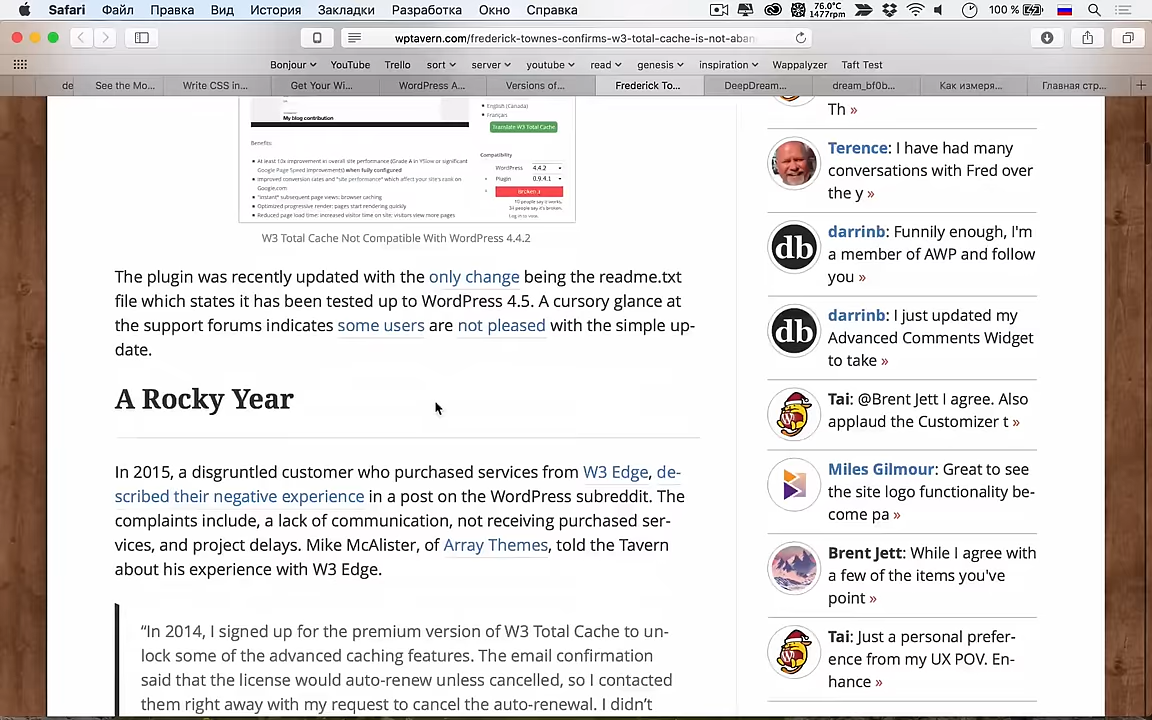 Safari Файл Правка Вид История Закладки Разработка Окно Справка 76.0°C 1477rpm 100 %
wptavern.com/frederick-townes-confirms-w3-total-cache-is-not-aban
Bonjour YouTube Trello sort server youtube read genesis inspiration Wappalyzer Taff Test
de See the Mo... Write CSS in... Get Your Wi... WordPress A... Versions of... Frederick To... DeepDream... dream_bf0b... Как измеря... Главная стр...
My blog contribution
Benefits:
At least 10x improvement in overall site performance (Grade A in YSlow or significant
Google Page Speed improvements) when fully configured
Improved conversion rates and "site performance" which affect your site's rank on
Google.com
"Instant" subsequent page views: browser caching
Optimized progressive render: pages start rendering quickly
Reduced page load time: increased visitor time on site; visitors view more pages
English (Canada)
Français
Translate W3 Total Cache
Compatibility
WordPress 4.4.2
Plugin 0.9.4.1
Broken
10 people say it works.
34 people say it's broken.
Log in to vote.
W3 Total Cache Not Compatible With WordPress 4.4.2
The plugin was recently updated with the only change being the readme.txt
file which states it has been tested up to WordPress 4.5. A cursory glance at
the support forums indicates some users are not pleased with the simple up-
date.
A Rocky Year
In 2015, a disgruntled customer who purchased services from W3 Edge, de-
scribed their negative experience in a post on the WordPress subreddit. The
complaints include, a lack of communication, not receiving purchased ser-
vices, and project delays. Mike McAlister, of Array Themes, told the Tavern
about his experience with W3 Edge.
“In 2014, I signed up for the premium version of W3 Total Cache to un-
lock some of the advanced caching features. The email confirmation
said that the license would auto-renew unless cancelled, so I contacted
them right away with my request to cancel the auto-renewal. I didn’t
Th »
Terence: I have had many
conversations with Fred over
the y »
darrinb: Funnily enough, I'm
a member of AWP and follow
you »
darrinb: I just updated my
Advanced Comments Widget
to take »
Tai: @Brent Jett I agree. Also
applaud the Customizer t »
Miles Gilmour: Great to see
the site logo functionality be-
come pa »
Brent Jett: While I agree with
a few of the items you've
point »
Tai: Just a personal prefer-
ence from my UX POV. En-
hance »
db
db